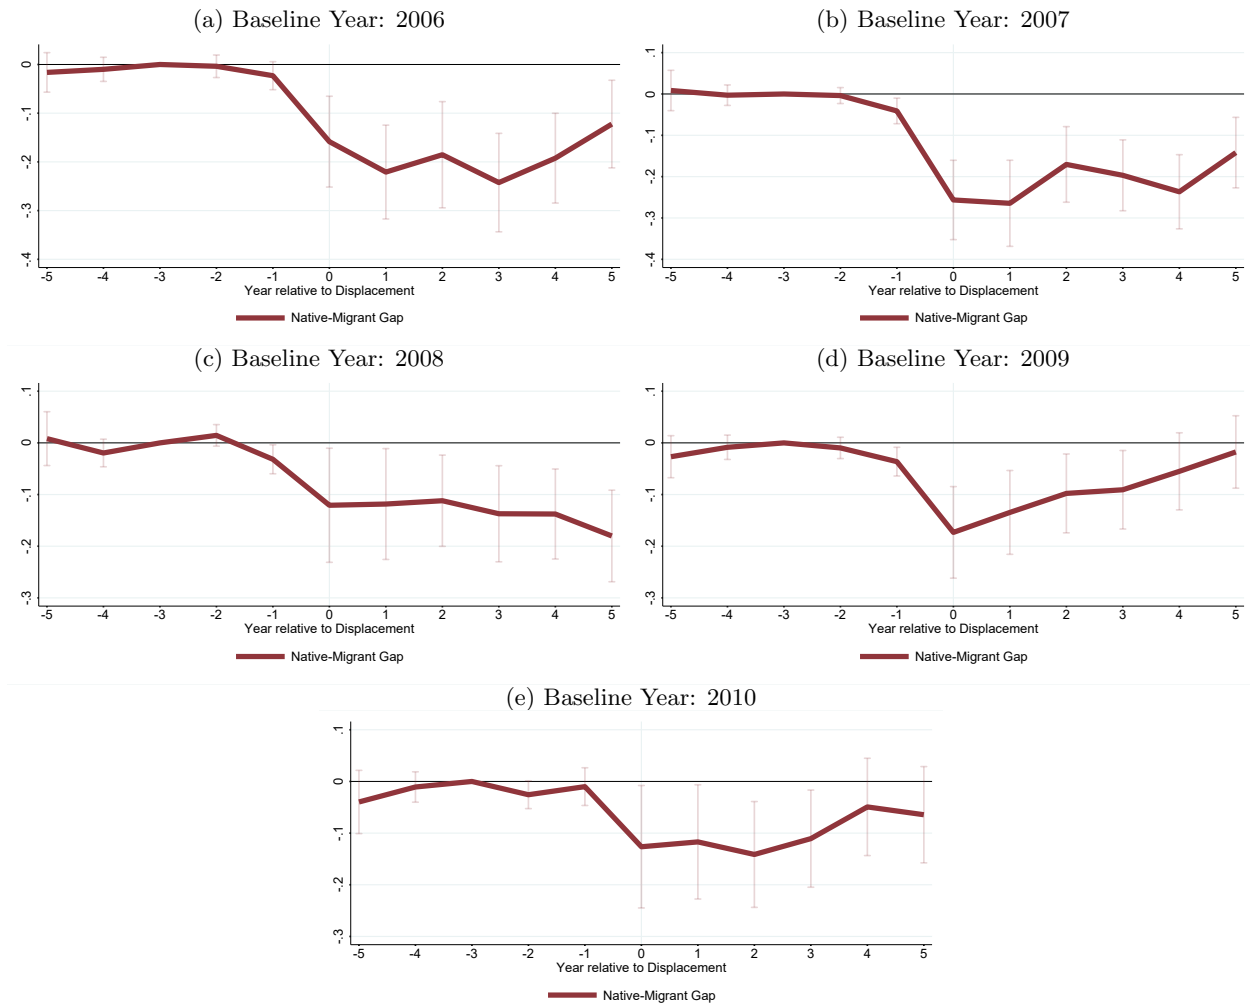 (a) Baseline Year: 2006
0
-.1
-.2
-.3
-.4
-5 -4 -3 -2 -1 0 1 2 3 4 5
Year relative to Displacement
Native-Migrant Gap
(b) Baseline Year: 2007
.1
0
-.1
-.2
-.3
-.4
-5 -4 -3 -2 -1 0 1 2 3 4 5
Year relative to Displacement
Native-Migrant Gap
(c) Baseline Year: 2008
.1
0
-.1
-.2
-.3
-5 -4 -3 -2 -1 0 1 2 3 4 5
Year relative to Displacement
Native-Migrant Gap
(d) Baseline Year: 2009
.1
0
-.1
-.2
-.3
-5 -4 -3 -2 -1 0 1 2 3 4 5
Year relative to Displacement
Native-Migrant Gap
(e) Baseline Year: 2010
.1
0
-.1
-.2
-.3
-5 -4 -3 -2 -1 0 1 2 3 4 5
Year relative to Displacement
Native-Migrant Gap